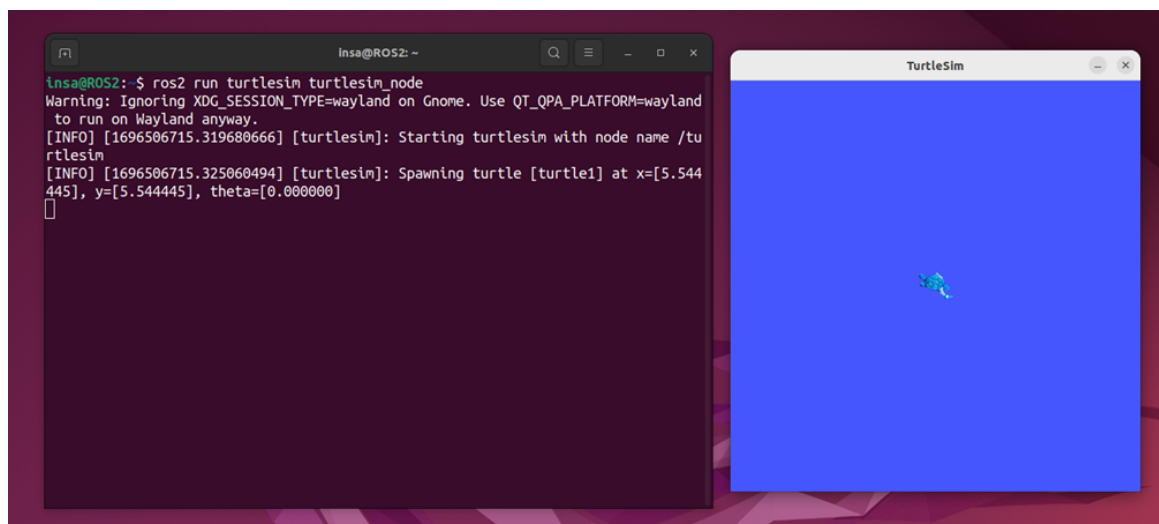 insa@ROS2: ~
insa@ROS2:~$ ros2 run turtlesim turtlesim_node
Warning: Ignoring XDG_SESSION_TYPE=wayland on Gnome. Use QT_QPA_PLATFORM=wayland
 to run on Wayland anyway.
[INFO] [1696506715.319680666] [turtlesim]: Starting turtlesim with node name /tu
rtlesim
[INFO] [1696506715.325060494] [turtlesim]: Spawning turtle [turtle1] at x=[5.544
445], y=[5.544445], theta=[0.000000]
TurtleSim